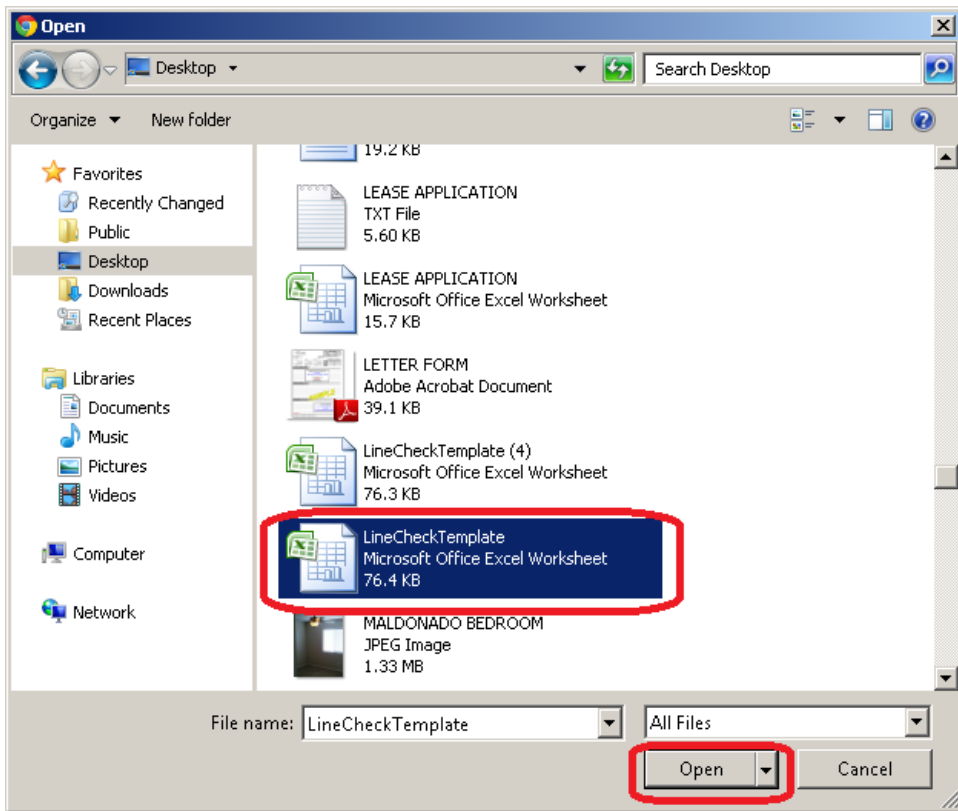 Open
Desktop
Search Desktop
Organize
New folder
Favorites
Recently Changed
Public
Desktop
Downloads
Recent Places
Libraries
Documents
Music
Pictures
Videos
Computer
Network
19.2 KB
LEASE APPLICATION
TXT File
5.60 KB
LEASE APPLICATION
Microsoft Office Excel Worksheet
15.7 KB
LETTER FORM
Adobe Acrobat Document
39.1 KB
LineCheckTemplate (4)
Microsoft Office Excel Worksheet
76.3 KB
LineCheckTemplate
Microsoft Office Excel Worksheet
76.4 KB
MALDONADO BEDROOM
JPEG Image
1.33 MB
File name: LineCheckTemplate
All Files
Open
Cancel